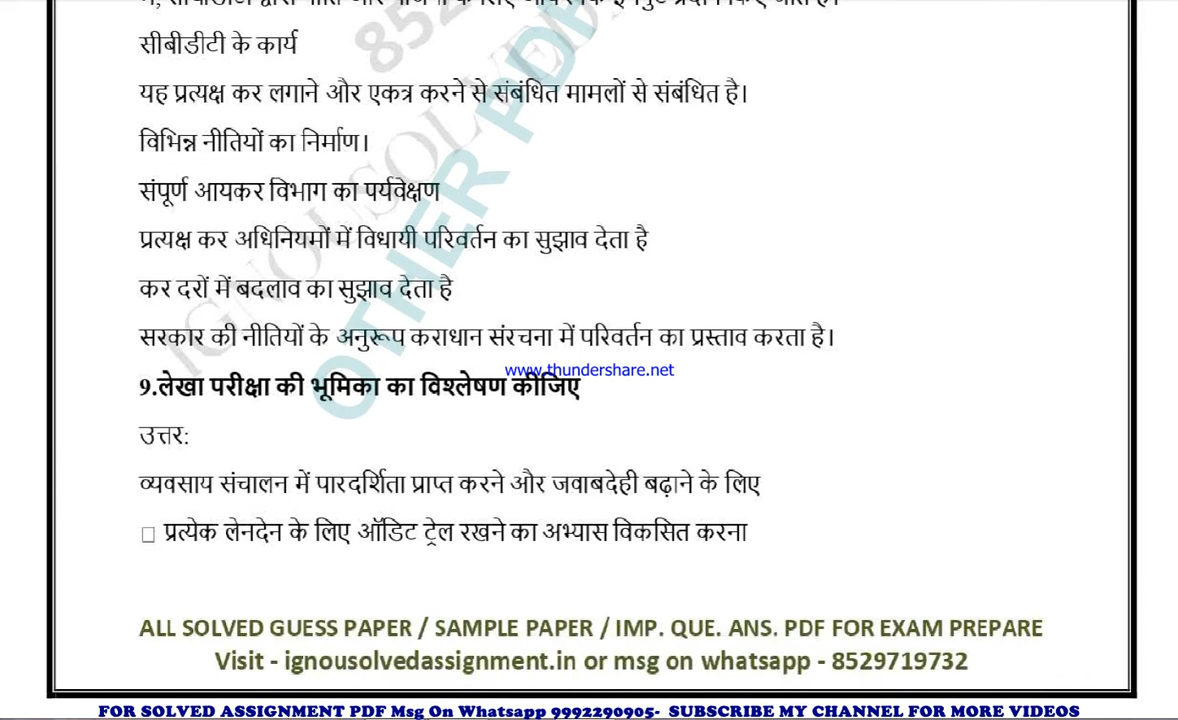 सीबीडीटी के कार्य
यह प्रत्यक्ष कर लगाने और एकत्र करने से संबंधित मामलों से संबंधित है।
विभिन्न नीतियों का निर्माण।
संपूर्ण आयकर विभाग का पर्यवेक्षण
प्रत्यक्ष कर अधिनियमों में विधायी परिवर्तन का सुझाव देता है
कर दरों में बदलाव का सुझाव देता है
सरकार की नीतियों के अनुरूप कराधान संरचना में परिवर्तन का प्रस्ताव करता है।
www.thundershare.net
9.लेखा परीक्षा की भूमिका का विश्लेषण कीजिए
उत्तर:
व्यवसाय संचालन में पारदर्शिता प्राप्त करने और जवाबदेही बढ़ाने के लिए
प्रत्येक लेनदेन के लिए ऑडिट ट्रेल रखने का अभ्यास विकसित करना
OTHER PDF
ALL SOLVED GUESS PAPER / SAMPLE PAPER / IMP. QUE. ANS. PDF FOR EXAM PREPARE
Visit - ignousolvedassignment.in or msg on whatsapp - 8529719732
FOR SOLVED ASSIGNMENT PDF Msg On Whatsapp 9992290905- SUBSCRIBE MY CHANNEL FOR MORE VIDEOS